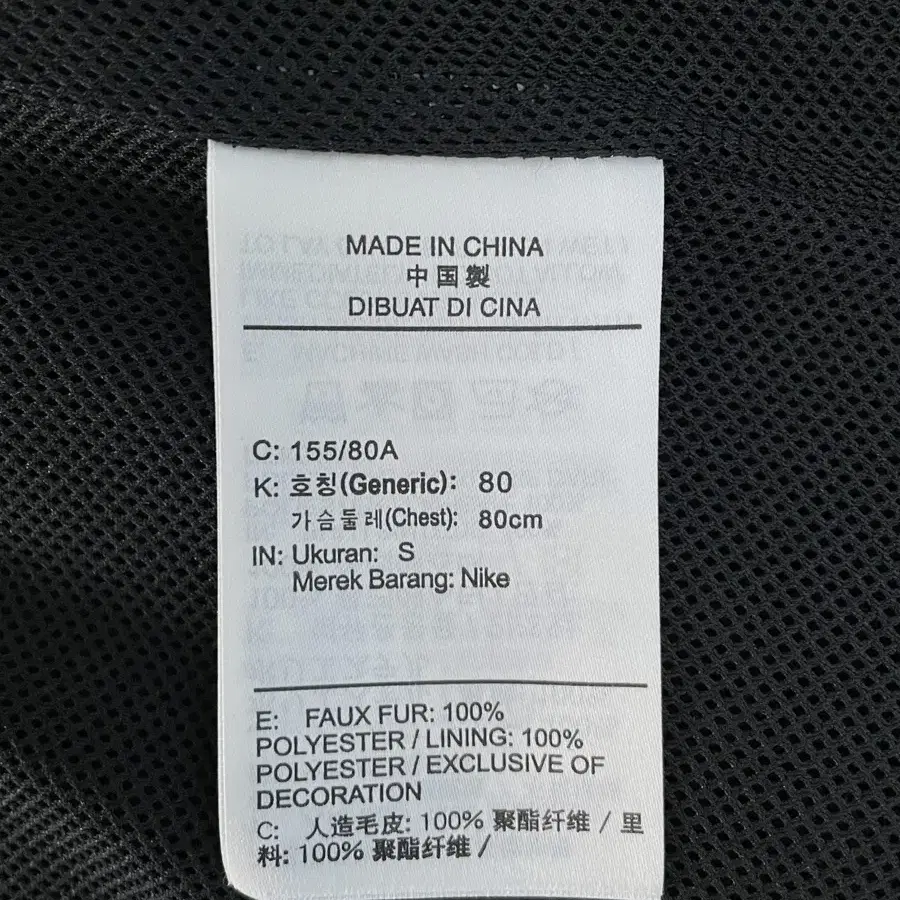 MADE IN CHINA
中国製
DIBUAT DI CINA
C: 155/80A
K: 호칭(Generic): 80
가슴둘레(Chest): 80cm
IN: Ukuran: S
Merek Barang: Nike
E: FAUX FUR: 100%
POLYESTER / LINING: 100%
POLYESTER / EXCLUSIVE OF
DECORATION
C: 人造毛皮: 100% 聚酯纤维 / 里
料: 100% 聚酯纤维 /